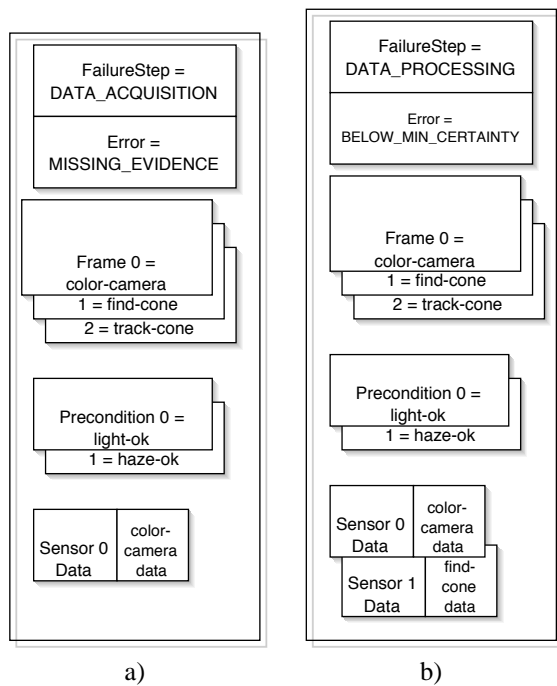 FailureStep =
DATA_ACQUISITION
Error =
MISSING_EVIDENCE
Frame 0 =
color-camera
1 = find-cone
2 = track-cone
Precondition 0 =
light-ok
1 = haze-ok
Sensor 0
Data
color-
camera
data
a)
FailureStep =
DATA_PROCESSING
Error =
BELOW_MIN_CERTAINTY
Frame 0 =
color-camera
1 = find-cone
2 = track-cone
Precondition 0 =
light-ok
1 = haze-ok
Sensor 0
Data
color-
camera
data
Sensor 1
Data
find-
cone
data
b)